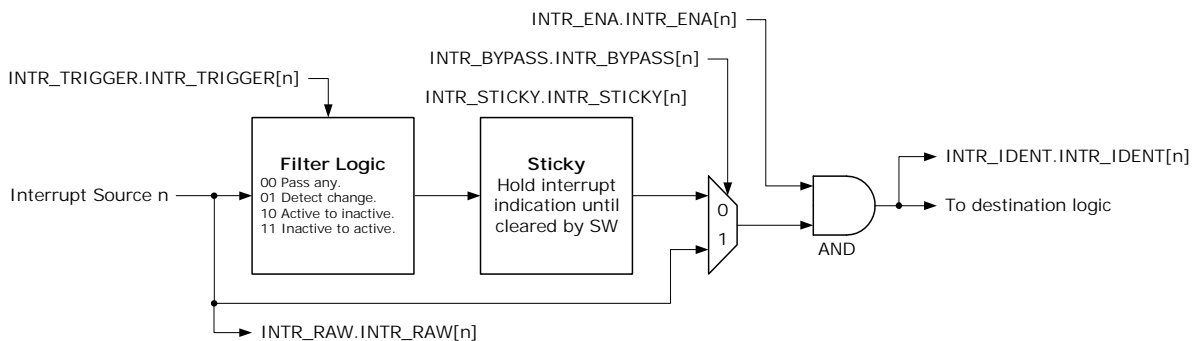 INTR_ENA.INTR_ENA[n]
INTR_BYPASS.INTR_BYPASS[n]
INTR_TRIGGER.INTR_TRIGGER[n]
INTR_STICKY.INTR_STICKY[n]
Filter Logic
00 Pass any.
01 Detect change.
10 Active to inactive.
11 Inactive to active.
Sticky
Hold interrupt
indication until
cleared by SW
Interrupt Source n
0
1
AND
INTR_IDENT.INTR_IDENT[n]
To destination logic
INTR_RAW.INTR_RAW[n]